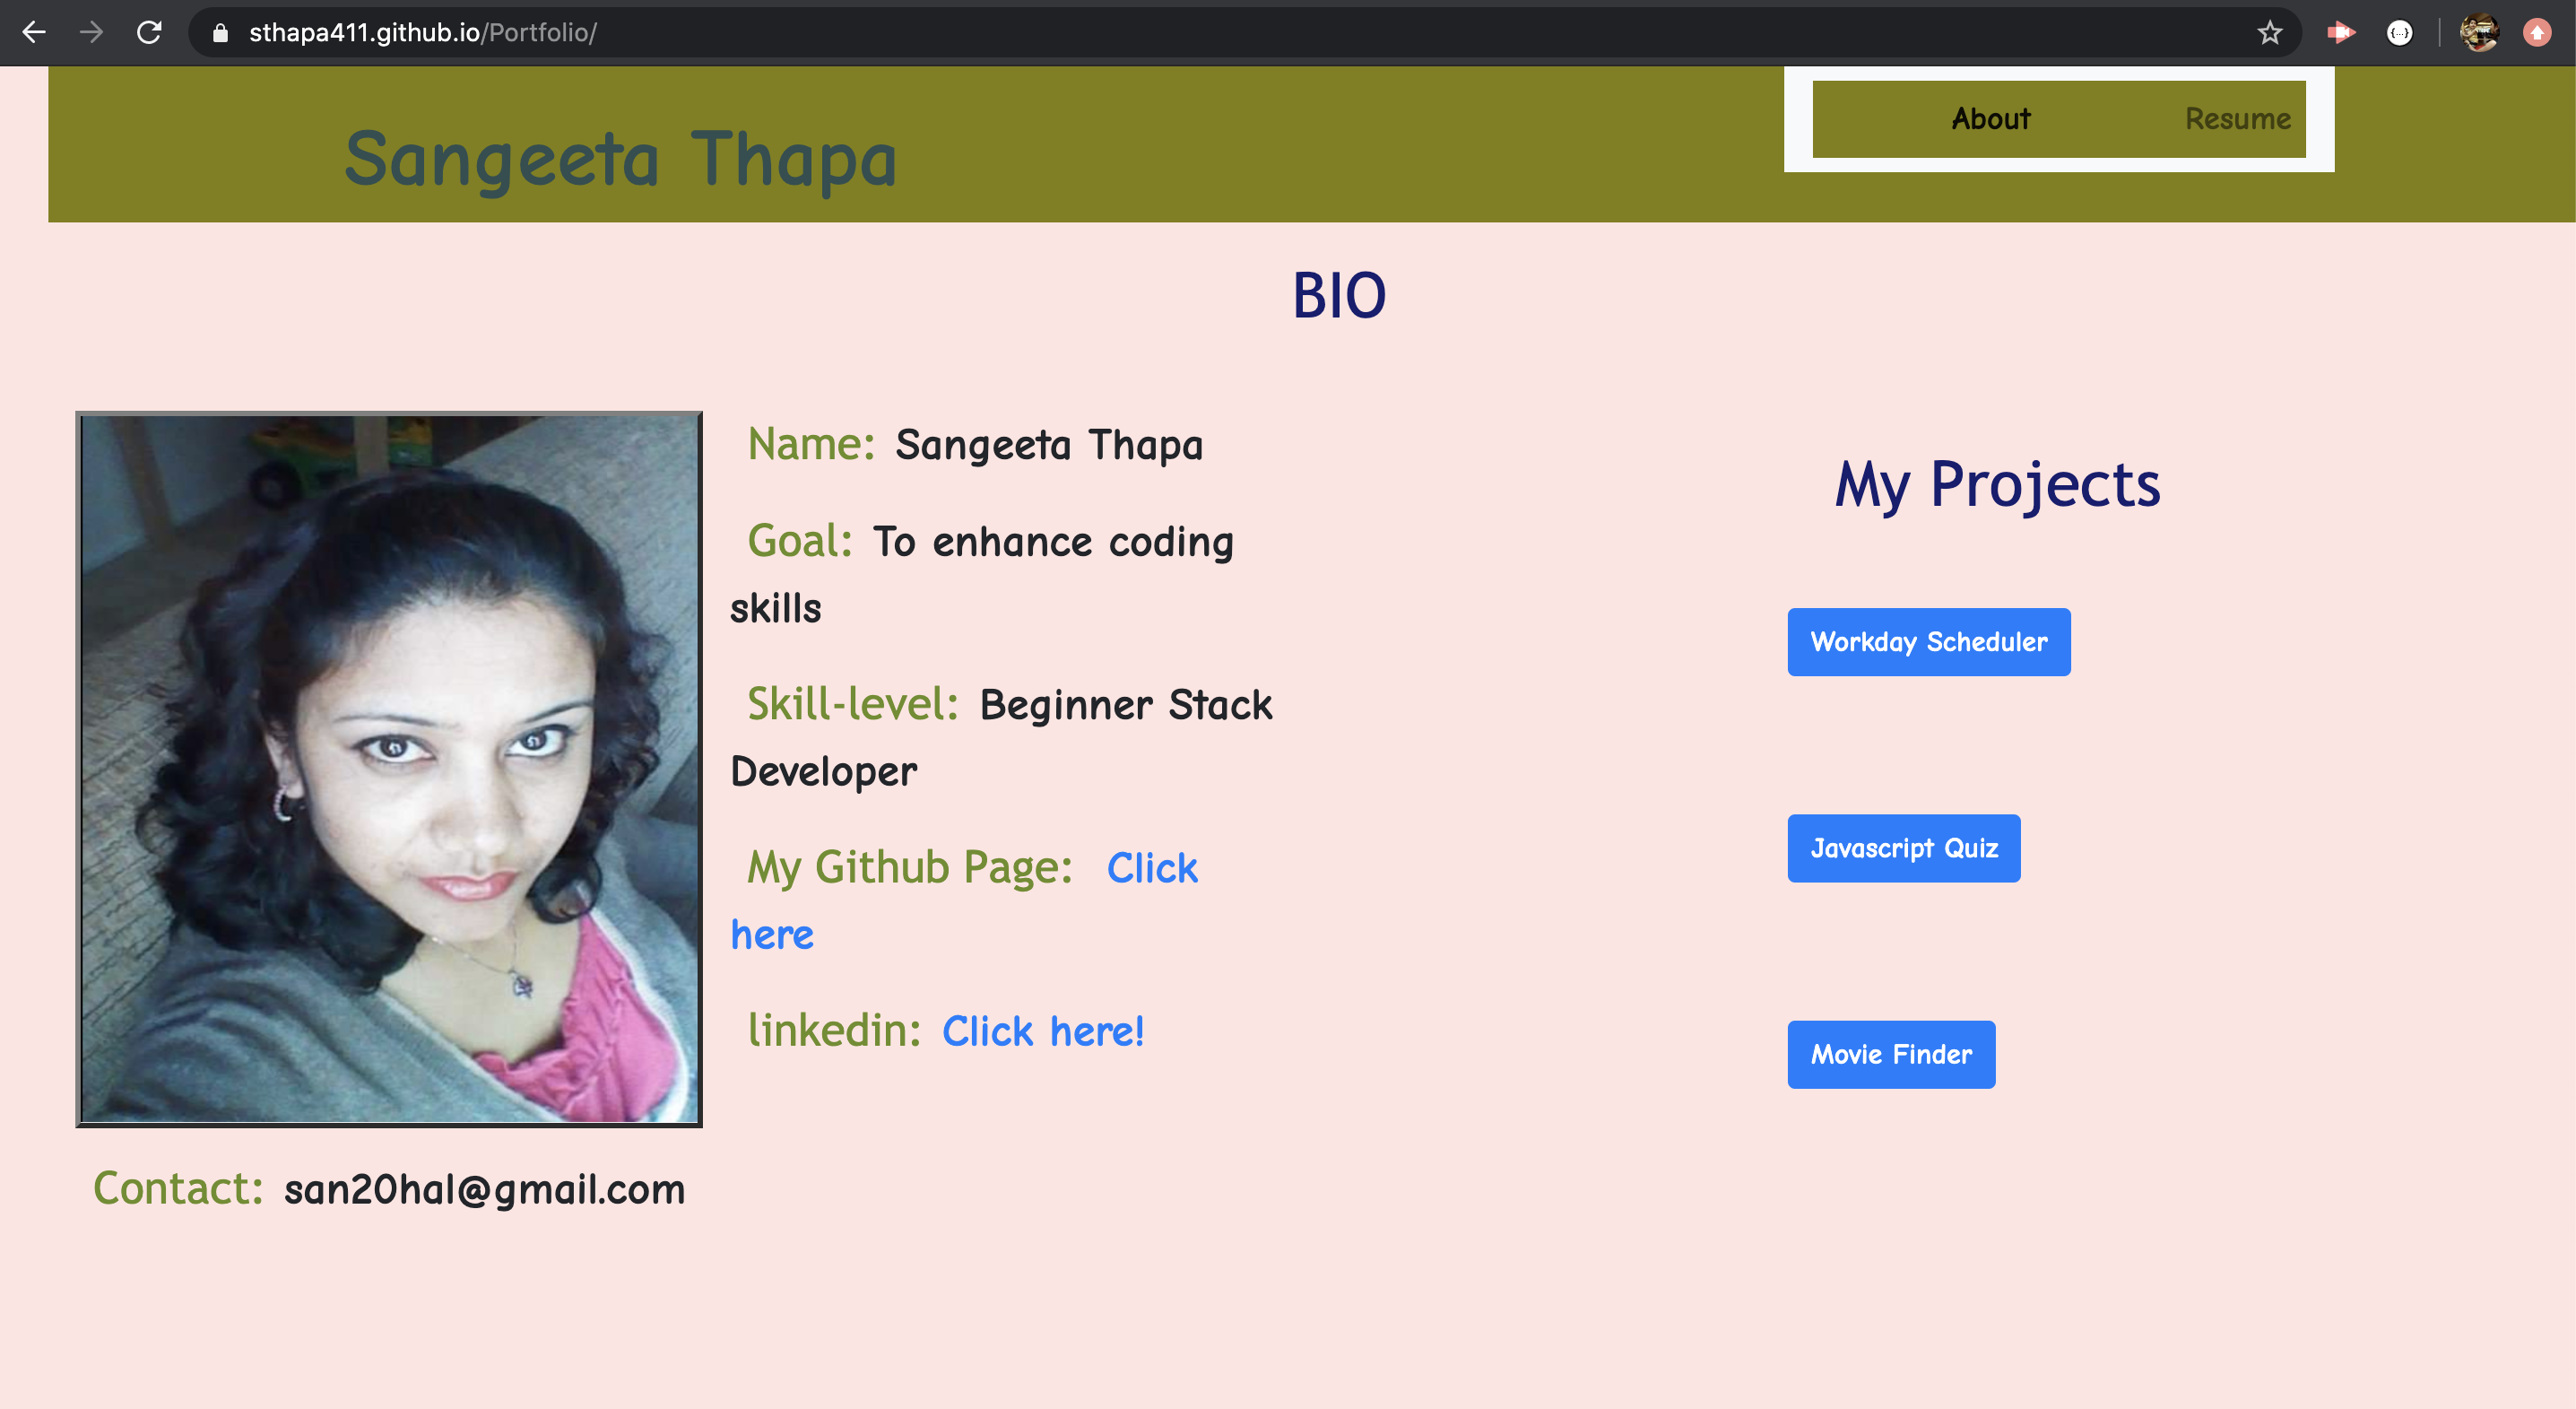 sthapa411.github.io/Portfolio/
About Resume
Sangeeta Thapa
BIO
Name: Sangeeta Thapa
Goal: To enhance coding
skills
Skill-level: Beginner Stack
Developer
My Github Page: Click
here
linkedin: Click here!
Contact: san20hal@gmail.com
My Projects
Workday Scheduler
Javascript Quiz
Movie Finder